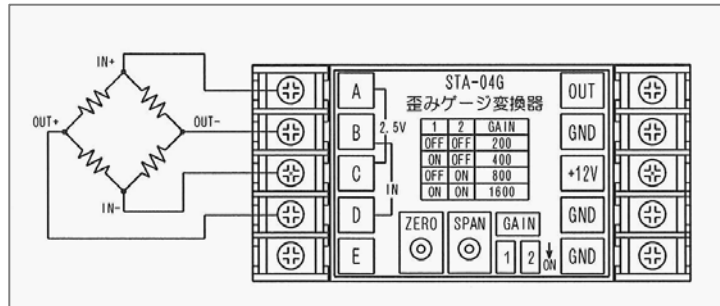 IN+
OUT+
OUT-
IN-
A
B
C
D
E
2.5V
IN
STA-04G
歪みゲージ変換器
1 2 GAIN
OFF OFF 200
ON OFF 400
OFF ON 800
ON ON 1600
ZERO
SPAN
GAIN
1 2 ↓ON
OUT
GND
+12V
GND
GND